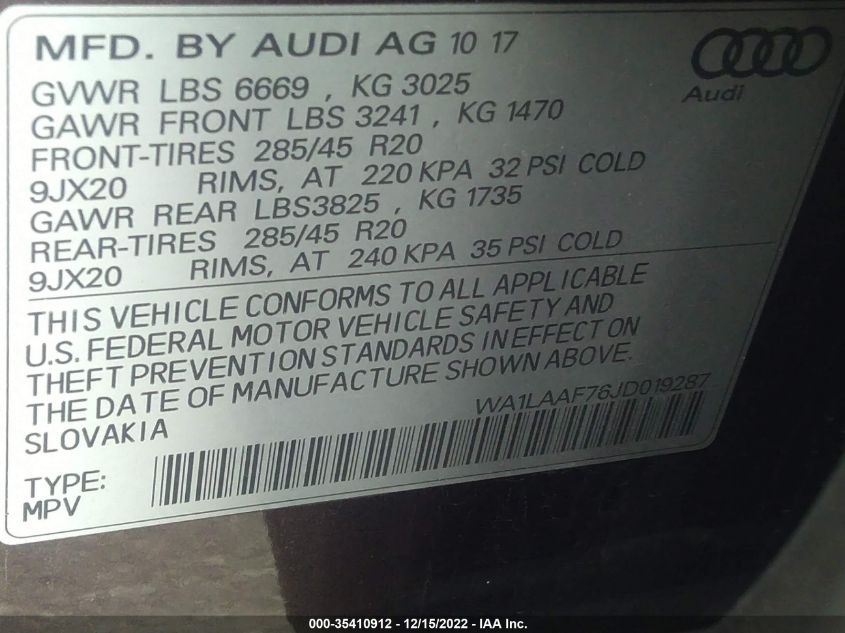 MFD. BY AUDI AG 10 17
Audi
GVWR LBS 6669 , KG 3025
GAWR FRONT LBS 3241 , KG 1470
FRONT-TIRES 285/45 R20
9JX20 RIMS, AT 220 KPA 32 PSI COLD
GAWR REAR LBS3825 , KG 1735
REAR-TIRES 285/45 R20
9JX20 RIMS, AT 240 KPA 35 PSI COLD
THIS VEHICLE CONFORMS TO ALL APPLICABLE
U.S. FEDERAL MOTOR VEHICLE SAFETY AND
THEFT PREVENTION STANDARDS IN EFFECT ON
THE DATE OF MANUFACTURE SHOWN ABOVE.
SLOVAKIA
WA1LAAF76JD019287
TYPE:
MPV
000-35410912 - 12/15/2022 - IAA Inc.